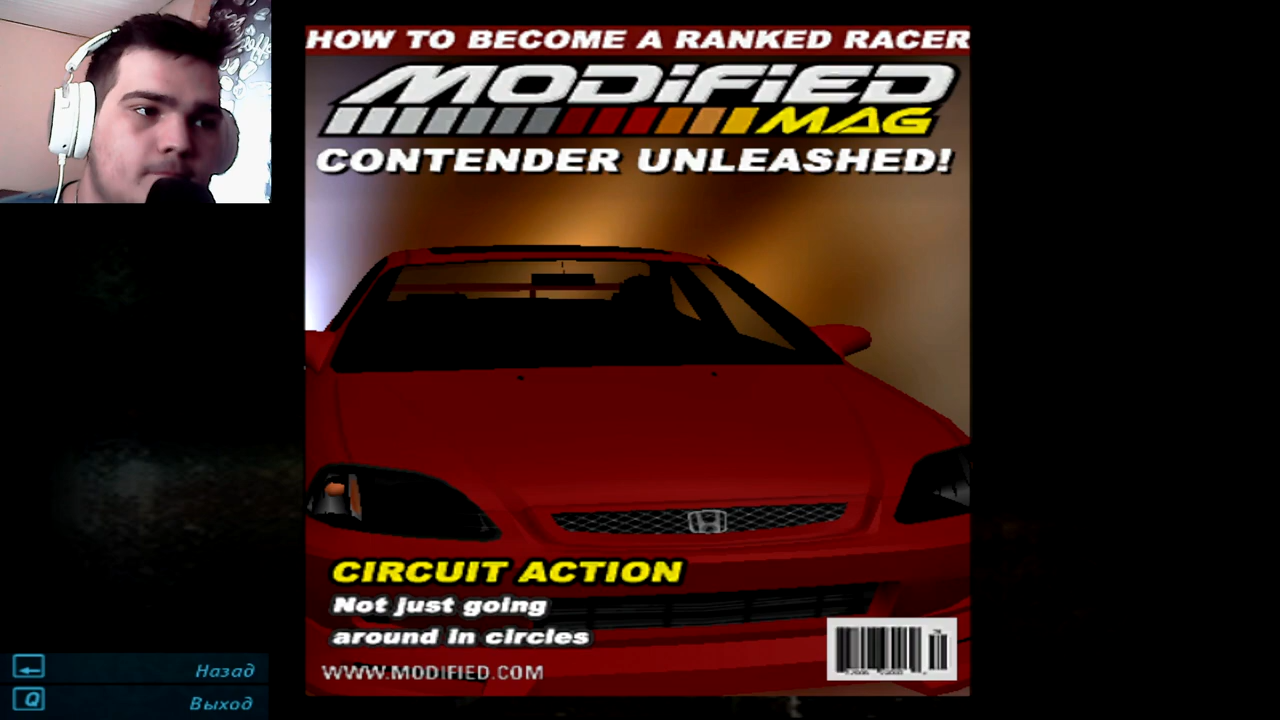 HOW TO BECOME A RANKED RACER
MODIFIED
MAG
CONTENDER UNLEASHED!
CIRCUIT ACTION
Not just going
around in circles
WWW.MODIFIED.COM
Назад
Q Выход